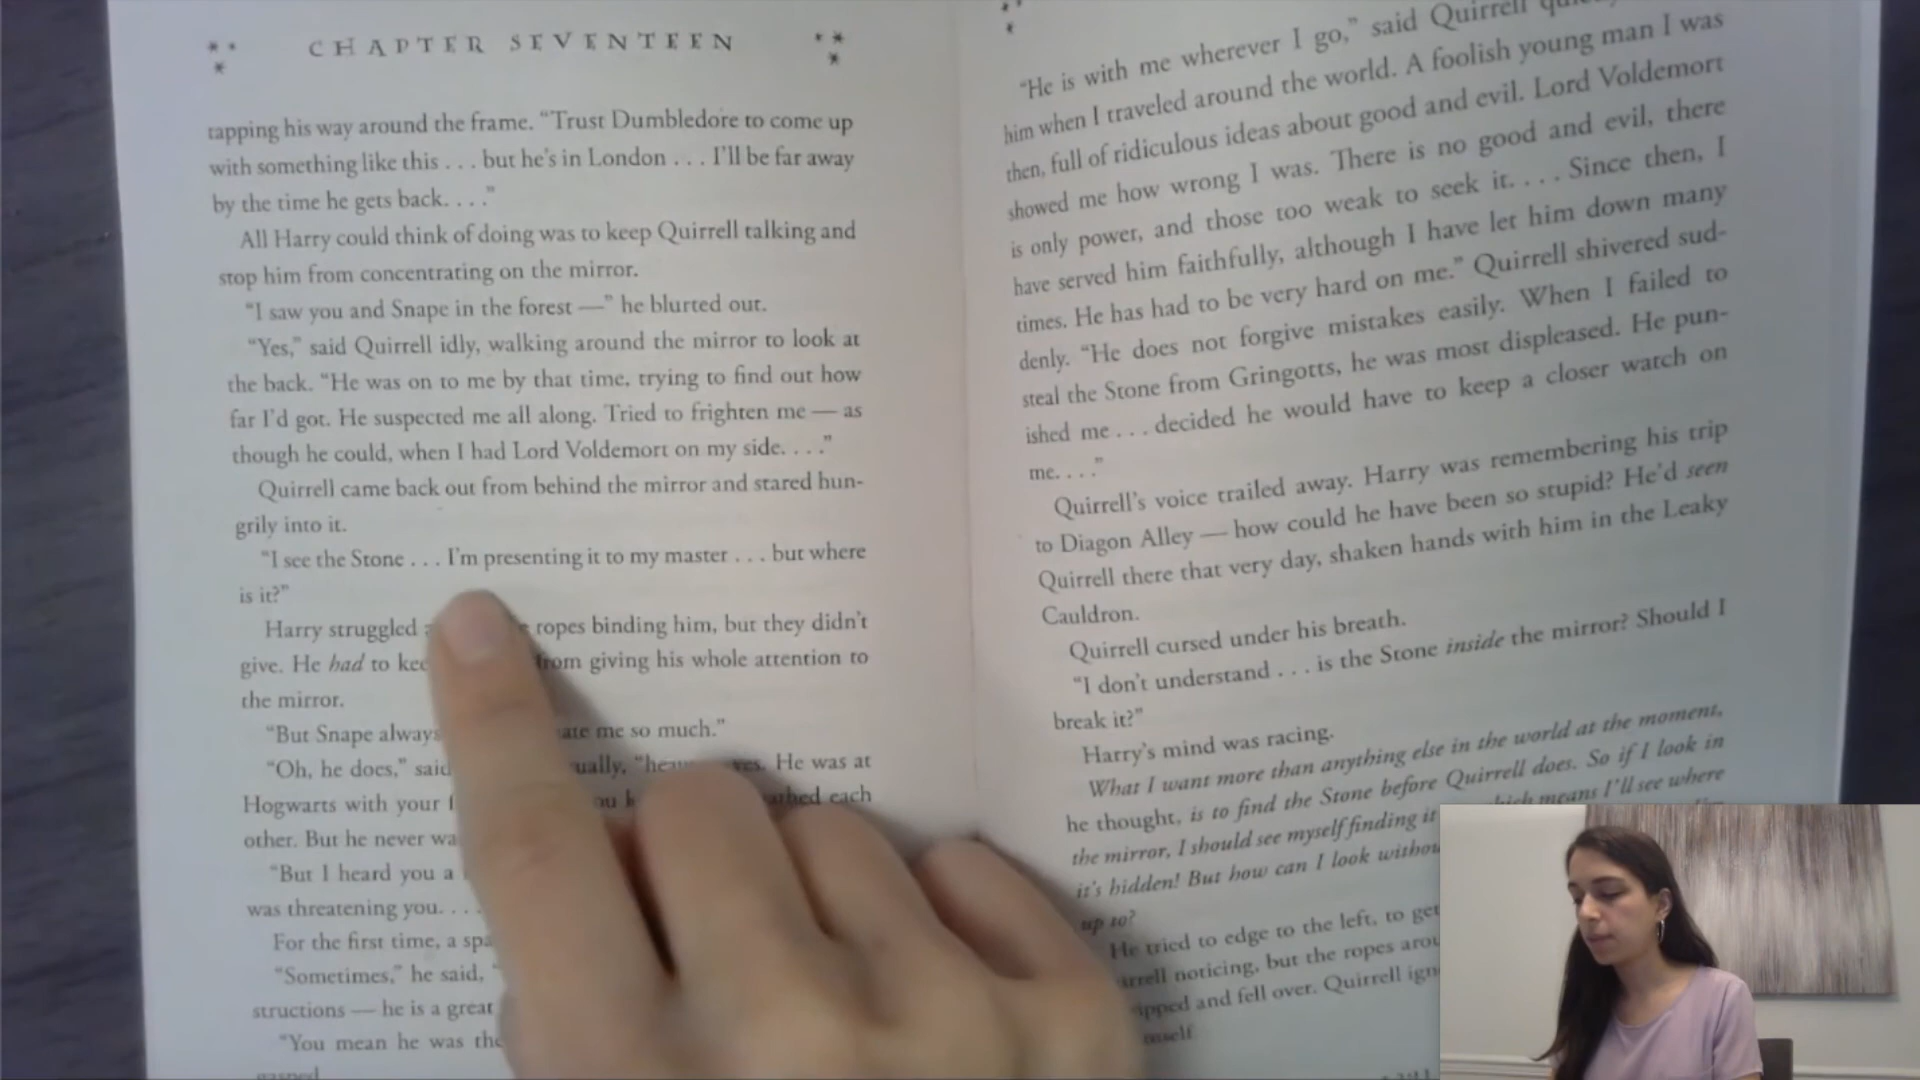 CHAPTER SEVENTEEN
tapping his way around the frame. “Trust Dumbledore to come up
with something like this . . . but he’s in London . . . I’ll be far away
by the time he gets back. . . .”
All Harry could think of doing was to keep Quirrell talking and
stop him from concentrating on the mirror.
“I saw you and Snape in the forest —” he blurted out.
“Yes,” said Quirrell idly, walking around the mirror to look at
the back. “He was on to me by that time, trying to find out how
far I’d got. He suspected me all along. Tried to frighten me — as
though he could, when I had Lord Voldemort on my side. . . .”
Quirrell came back out from behind the mirror and stared hun-
grily into it.
“I see the Stone . . . I’m presenting it to my master . . . but where
is it?”
Harry struggled ropes binding him, but they didn’t
give. He had to from giving his whole attention to
the mirror.
“But Snape always me so much.”
“Oh, he does,” said He was at
Hogwarts with your each
other. But he never
“But I heard you a
was threatening you. . . .
For the first time, a
“Sometimes,” he said,
structions — he is a great
“You mean he was
gasped
“He is with me wherever I go,” said Quirrell
him when I traveled around the world. A foolish young man I was
then, full of ridiculous ideas about good and evil. Lord Voldemort
showed me how wrong I was. There is no good and evil, there
is only power, and those too weak to seek it. . . . Since then, I
have served him faithfully, although I have let him down many
times. He has had to be very hard on me.” Quirrell shivered sud-
denly. “He does not forgive mistakes easily. When I failed to
steal the Stone from Gringotts, he was most displeased. He pun-
ished me . . . decided he would have to keep a closer watch on
me. . . .”
Quirrell’s voice trailed away. Harry was remembering his trip
to Diagon Alley — how could he have been so stupid? He’d seen
Quirrell there that very day, shaken hands with him in the Leaky
Cauldron.
Quirrell cursed under his breath.
“I don’t understand . . . is the Stone inside the mirror? Should I
break it?”
Harry’s mind was racing.
What I want more than anything else in the world at the moment,
he thought, is to find the Stone before Quirrell does. So if I look in
the mirror, I should see myself finding it means I’ll see where
it’s hidden! But how can I look
up to?
He tried to edge to the left, to get
noticing, but the ropes
and fell over. Quirrell